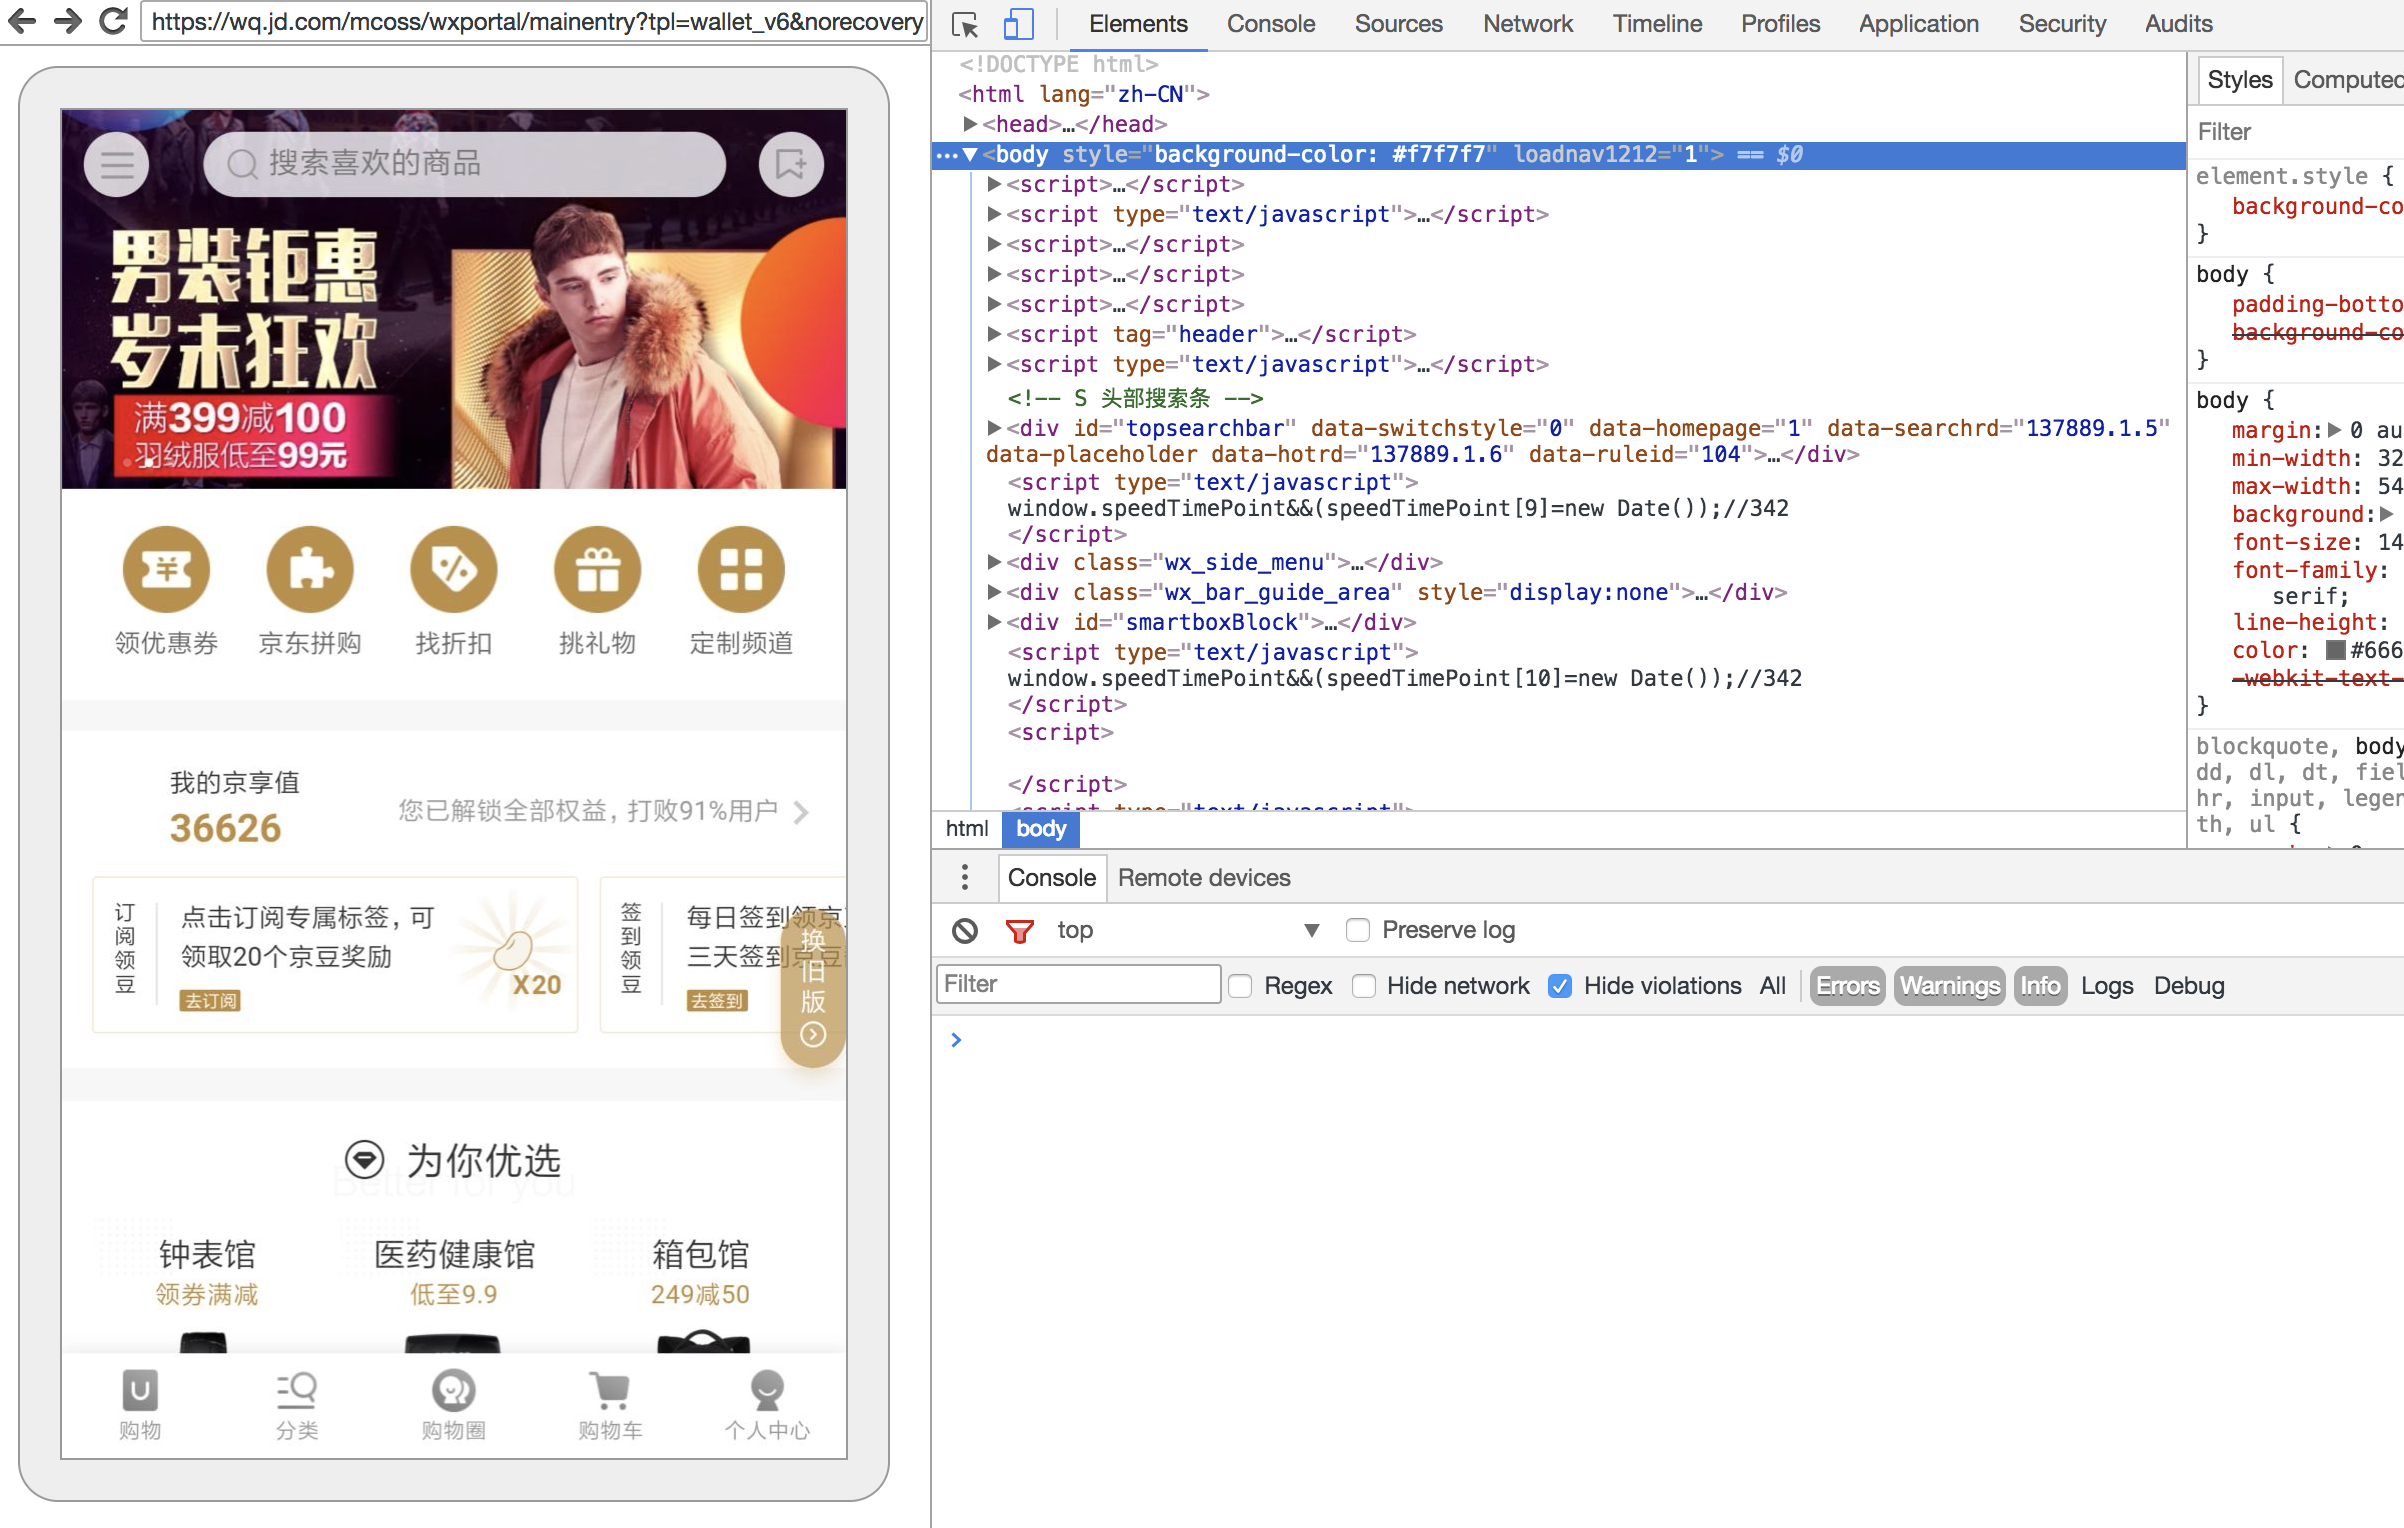 https://wq.jd.com/mcoss/wxportal/mainentry?tpl=wallet_v6&norecovery
搜索喜欢的商品
男装钜惠
岁末狂欢
满399减100
羽绒服低至99元
领优惠券 京东拼购 找折扣 挑礼物 定制频道
我的京享值
36626
您已解锁全部权益，打败91%用户
订阅领豆
点击订阅专属标签，可
领取20个京豆奖励
去订阅
X20
签到领豆
每日签到领京
三天签到京豆
去签到
换旧版
为你优选
Better for you
钟表馆 医药健康馆 箱包馆
领券满减 低至9.9 249减50
购物 分类 购物圈 购物车 个人中心
Elements Console Sources Network Timeline Profiles Application Security Audits
<!DOCTYPE html>
<html lang="zh-CN">
▶<head>…</head>
…▼<body style="background-color: #f7f7f7" loadnav1212="1"> == $0
▶<script>…</script>
▶<script type="text/javascript">…</script>
▶<script>…</script>
▶<script>…</script>
▶<script>…</script>
▶<script tag="header">…</script>
▶<script type="text/javascript">…</script>
<!-- S 头部搜索条 -->
▶<div id="topsearchbar" data-switchstyle="0" data-homepage="1" data-searchrd="137889.1.5"
data-placeholder data-hotrd="137889.1.6" data-ruleid="104">…</div>
<script type="text/javascript">
window.speedTimePoint&&(speedTimePoint[9]=new Date());//342
</script>
▶<div class="wx_side_menu">…</div>
▶<div class="wx_bar_guide_area" style="display:none">…</div>
▶<div id="smartboxBlock">…</div>
<script type="text/javascript">
window.speedTimePoint&&(speedTimePoint[10]=new Date());//342
</script>
<script>
</script>
<script type="text/javascript">
html body
Styles Computed
Filter
element.style {
background-co
}
body {
padding-botto
background-co
}
body {
margin:▶ 0 au
min-width: 32
max-width: 54
background:▶
font-size: 14
font-family:
serif;
line-height:
color: #666
-webkit-text-
}
blockquote, body
dd, dl, dt, fiel
hr, input, legen
th, ul {
Console Remote devices
top ▼ Preserve log
Filter Regex Hide network Hide violations All Errors Warnings Info Logs Debug
>